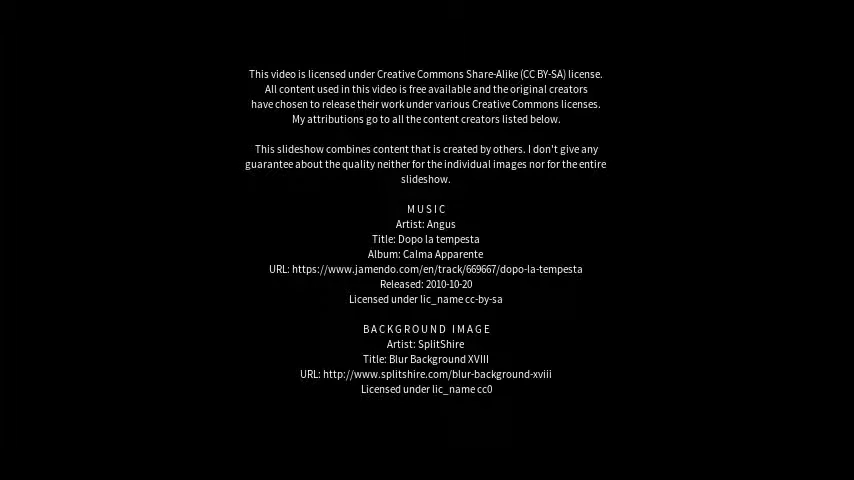 This video is licensed under Creative Commons Share-Alike (CC BY-SA) license.
All content used in this video is free available and the original creators
have chosen to release their work under various Creative Commons licenses.
My attributions go to all the content creators listed below.
This slideshow combines content that is created by others. I don't give any
guarantee about the quality neither for the individual images nor for the entire
slideshow.
MUSIC
Artist: Angus
Title: Dopo la tempesta
Album: Calma Apparente
URL: https://www.jamendo.com/en/track/669667/dopo-la-tempesta
Released: 2010-10-20
Licensed under lic_name cc-by-sa
BACKGROUND IMAGE
Artist: SplitShire
Title: Blur Background XVIII
URL: http://www.splitshire.com/blur-background-xviii
Licensed under lic_name cc0